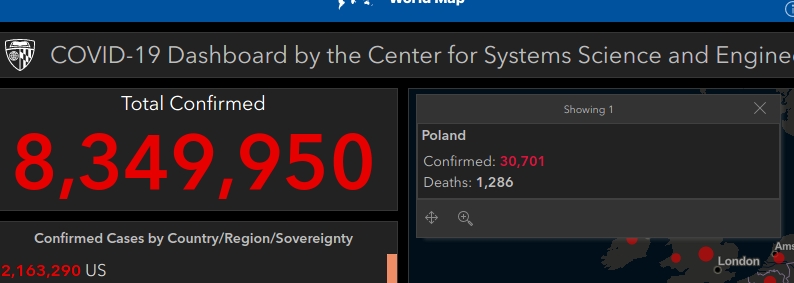 World Map
COVID-19 Dashboard by the Center for Systems Science and Enginee
Total Confirmed
8,349,950
Confirmed Cases by Country/Region/Sovereignty
2,163,290 US
Showing 1
Poland
Confirmed: 30,701
Deaths: 1,286
London
Ams